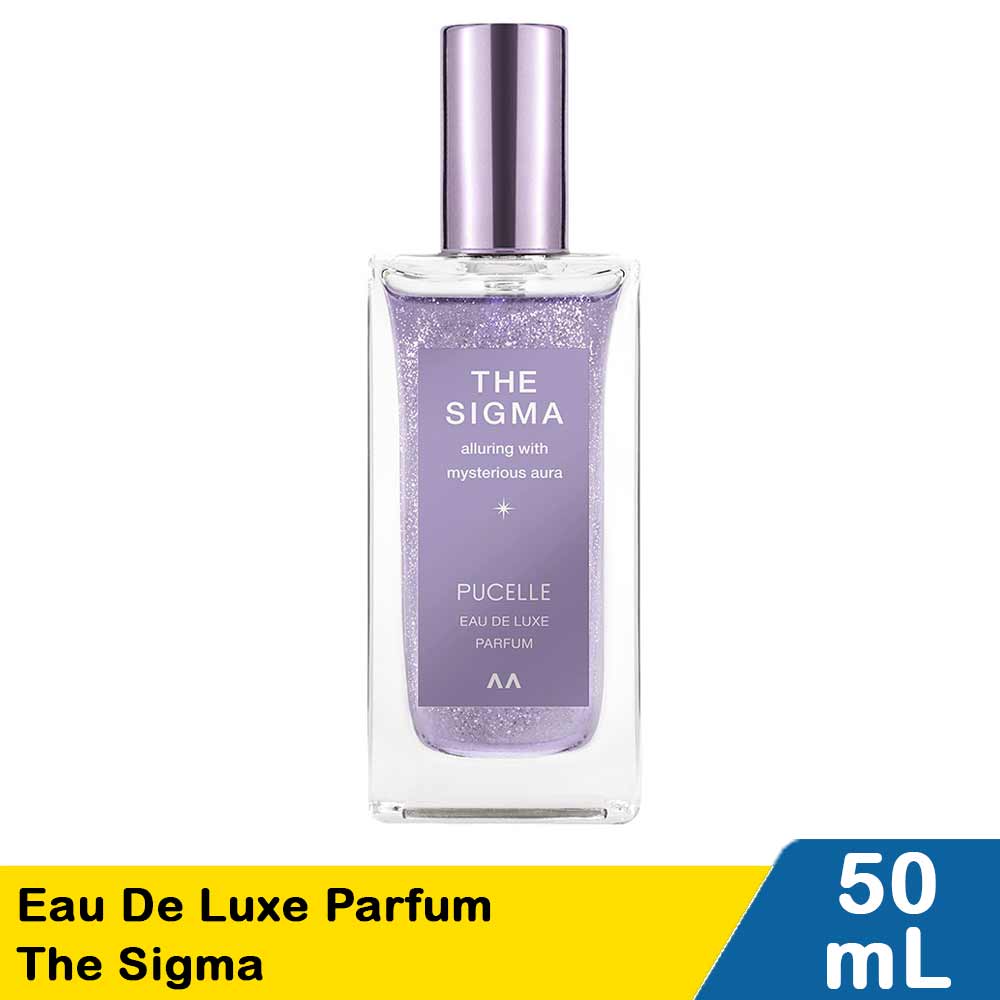 THE
SIGMA
alluring with
mysterious aura
PUCELLE
EAU DE LUXE
PARFUM
Eau De Luxe Parfum
The Sigma
50
mL